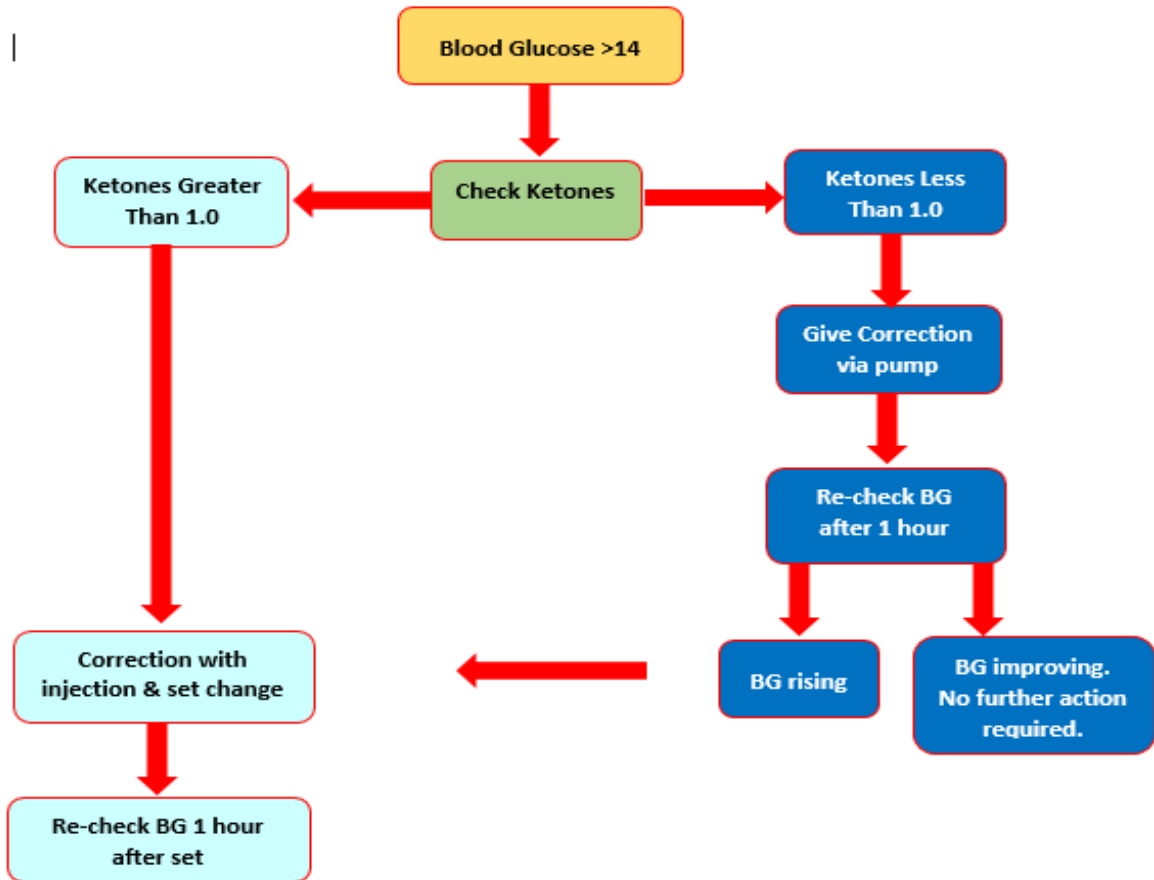 Blood Glucose >14
Check Ketones
Ketones Greater
Than 1.0
Ketones Less
Than 1.0
Give Correction
via pump
Re-check BG
after 1 hour
BG rising
BG improving.
No further action
required.
Correction with
injection & set change
Re-check BG 1 hour
after set